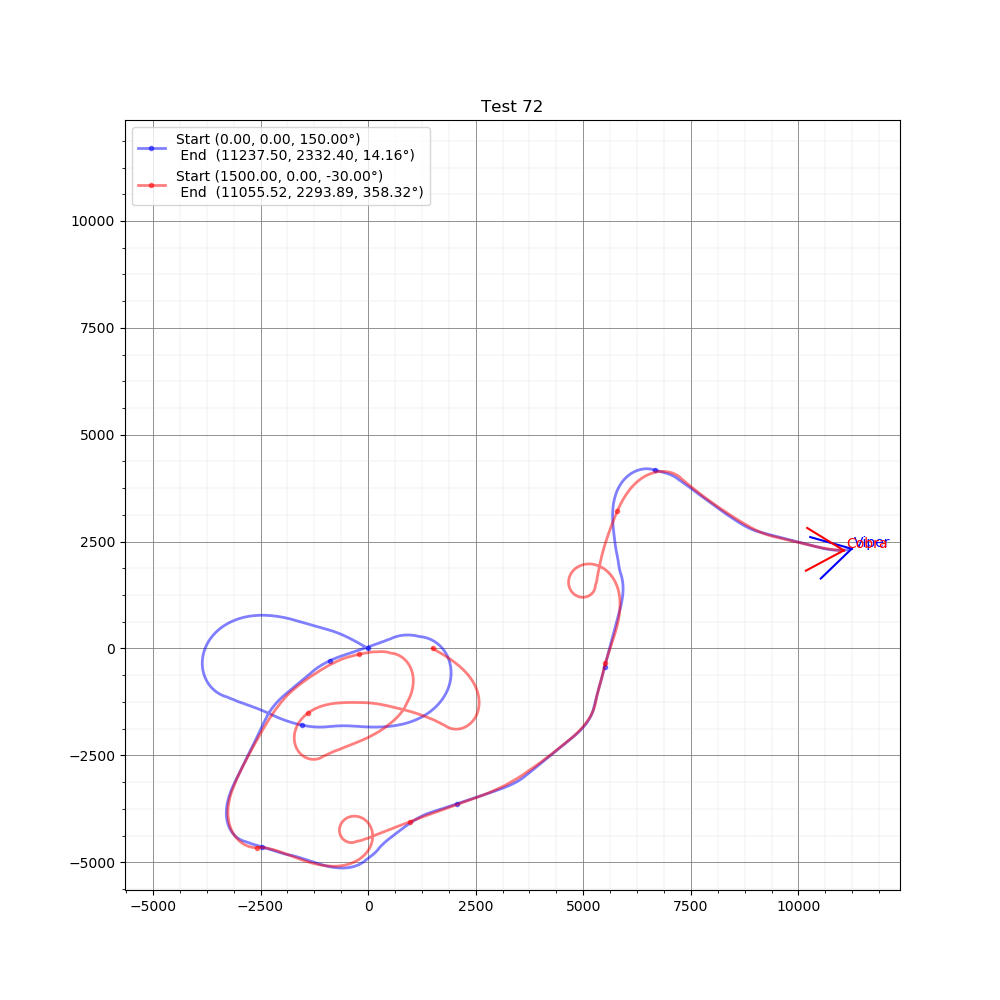 Test 72
Start (0.00, 0.00, 150.00°)
End (11237.50, 2332.40, 14.16°)
Start (1500.00, 0.00, -30.00°)
End (11055.52, 2293.89, 358.32°)
10000
7500
5000
2500
0
−2500
−5000
Viper
−5000 −2500 0 2500 5000 7500 10000